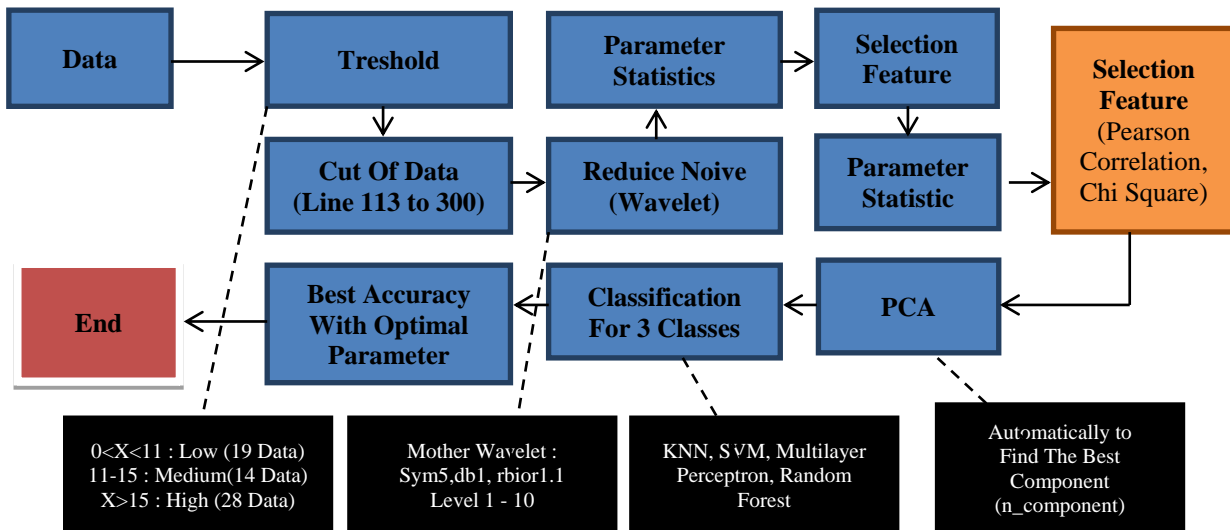 Data
Treshold
Parameter
Statistics
Selection
Feature
Selection
Feature
(Pearson
Correlation,
Chi Square)
Cut Of Data
(Line 113 to 300)
Reduice Noive
(Wavelet)
Parameter
Statistic
End
Best Accuracy
With Optimal
Parameter
Classification
For 3 Classes
PCA
0<X<11 : Low (19 Data)
11-15 : Medium(14 Data)
X>15 : High (28 Data)
Mother Wavelet :
Sym5,db1, rbior1.1
Level 1 - 10
KNN, SVM, Multilayer
Perceptron, Random
Forest
Automatically to
Find The Best
Component
(n_component)